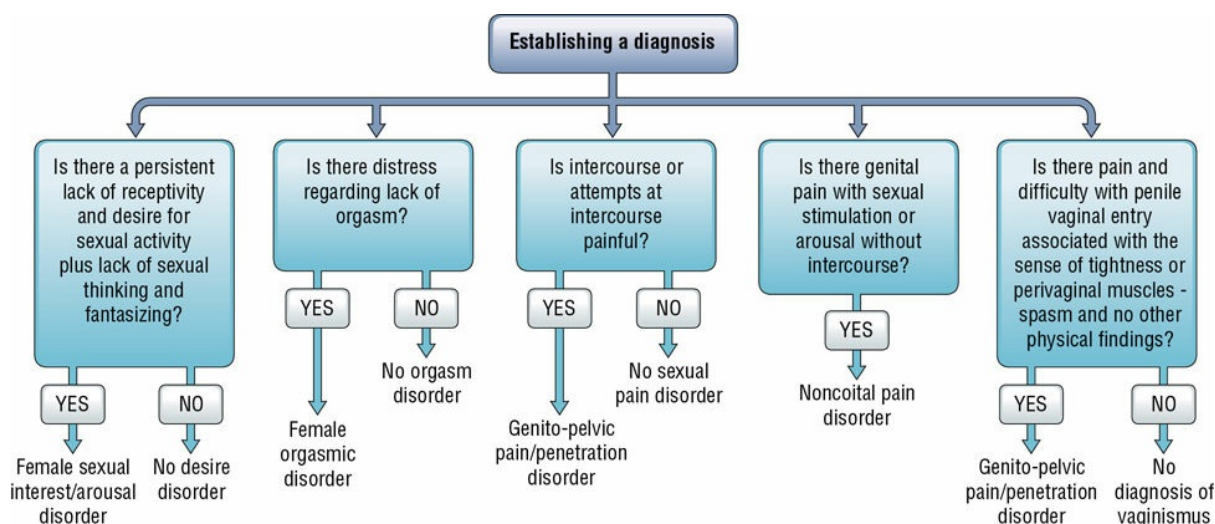 Establishing a diagnosis
Is there a persistent
lack of receptivity
and desire for
sexual activity
plus lack of sexual
thinking and
fantasizing?
YES
NO
Female sexual
interest/arousal
disorder
No desire
disorder
Is there distress
regarding lack of
orgasm?
YES
NO
Female
orgasmic
disorder
No orgasm
disorder
Is intercourse or
attempts at
intercourse
painful?
YES
NO
Genito-pelvic
pain/penetration
disorder
No sexual
pain disorder
Is there genital
pain with sexual
stimulation or
arousal without
intercourse?
YES
Noncoital pain
disorder
Is there pain and
difficulty with penile
vaginal entry
associated with the
sense of tightness or
perivaginal muscles -
spasm and no other
physical findings?
YES
NO
Genito-pelvic
pain/penetration
disorder
No
diagnosis of
vaginismus